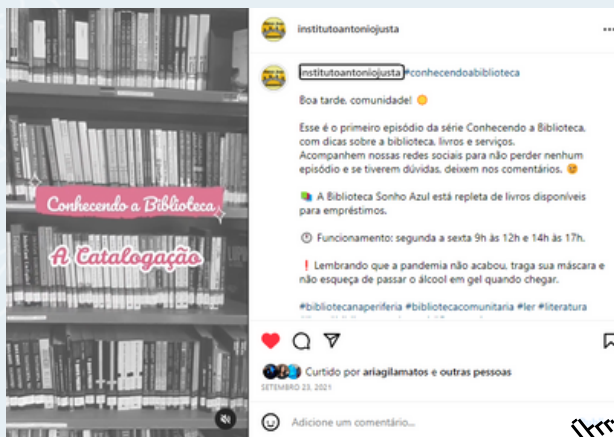 institutoantoniojusta
institutoantoniojusta #conhecendoabiblioteca
Boa tarde, comunidade!
Esse é o primeiro episódio da série Conhecendo a Biblioteca,
com dicas sobre a biblioteca, livros e serviços.
Acompanhem nossas redes sociais para não perder nenhum
episódio e se tiverem dúvidas, deixem nos comentários.
A Biblioteca Sonho Azul está repleta de livros disponíveis
para empréstimos.
Funcionamento: segunda a sexta 9h às 12h e 14h às 17h.
Lembrando que a pandemia não acabou, traga sua máscara e
não esqueça de passar o álcool em gel quando chegar.
#bibliotecanaperiferia #bibliotecacomunitaria #ler #literatura
Conhecendo a Biblioteca
A Catalogação
Curtido por ariagilamatos e outras pessoas
SETEMBRO 23, 2021
Adicione um comentário...